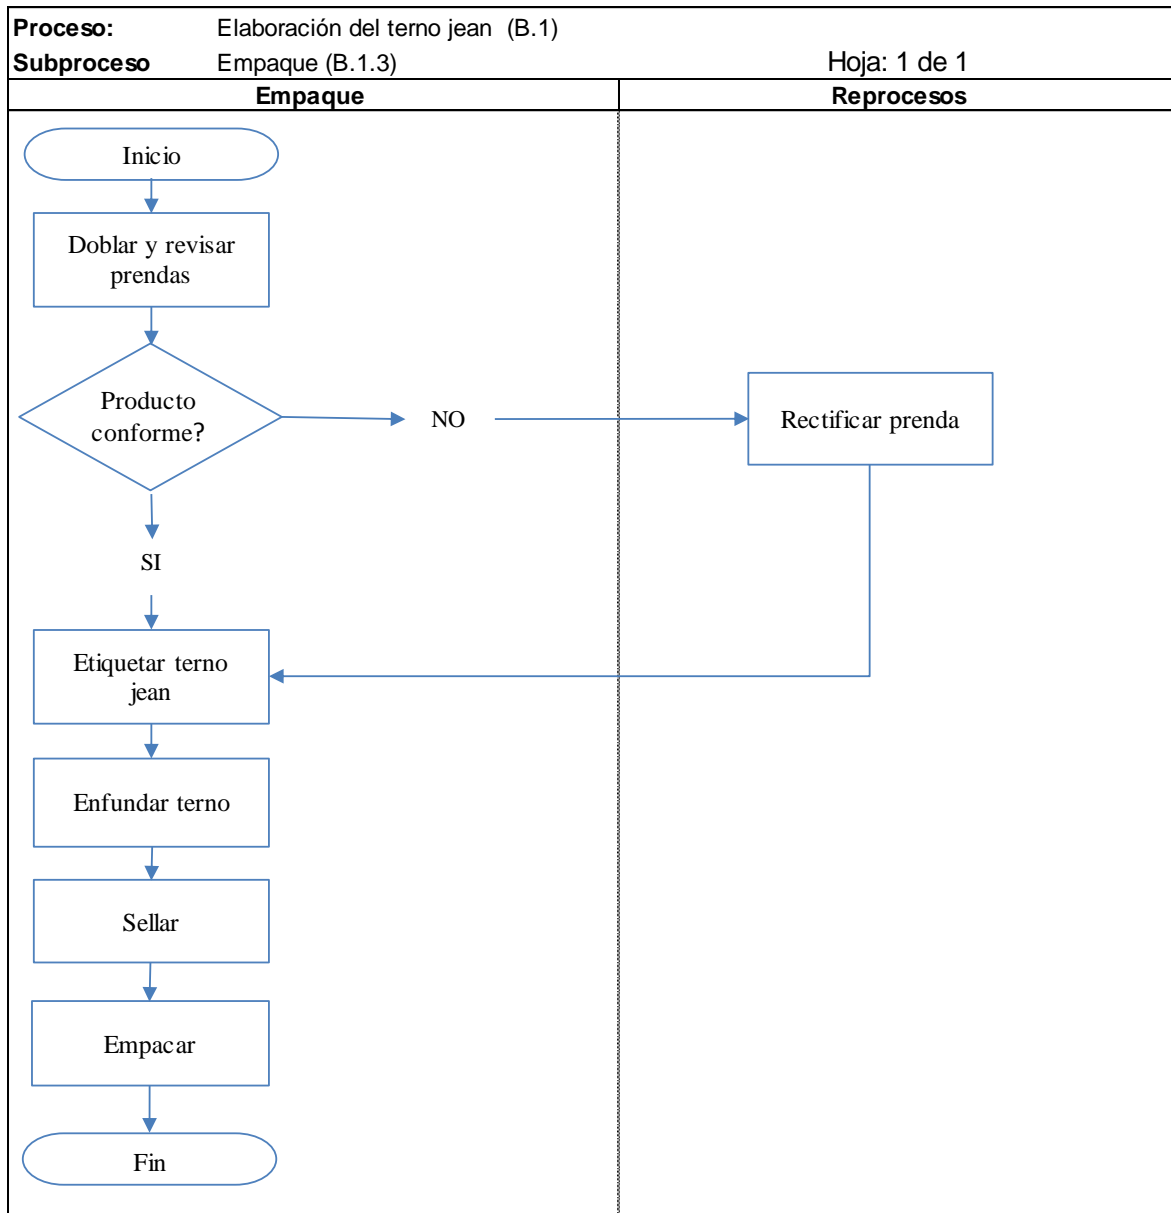 Proceso: Elaboración del terno jean (B.1)
Subproceso Empaque (B.1.3) Hoja: 1 de 1
Empaque Reprocesos
Inicio
Doblar y revisar
prendas
Producto
conforme?
NO
Rectificar prenda
SI
Etiquetar terno
jean
Enfundar terno
Sellar
Empacar
Fin